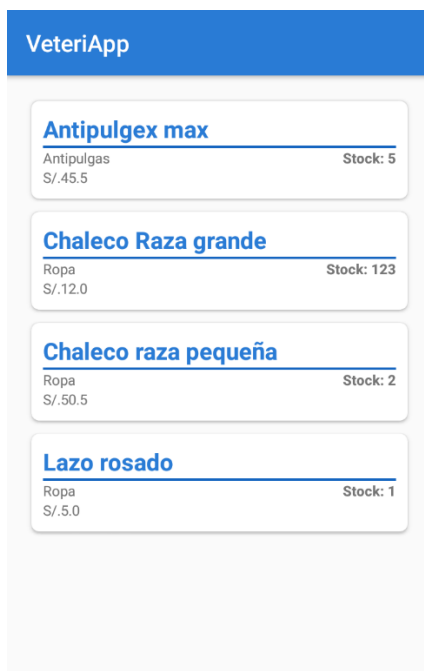 VeteriApp
Antipulgex max
Antipulgas Stock: 5
S/.45.5
Chaleco Raza grande
Ropa Stock: 123
S/.12.0
Chaleco raza pequeña
Ropa Stock: 2
S/.50.5
Lazo rosado
Ropa Stock: 1
S/.5.0